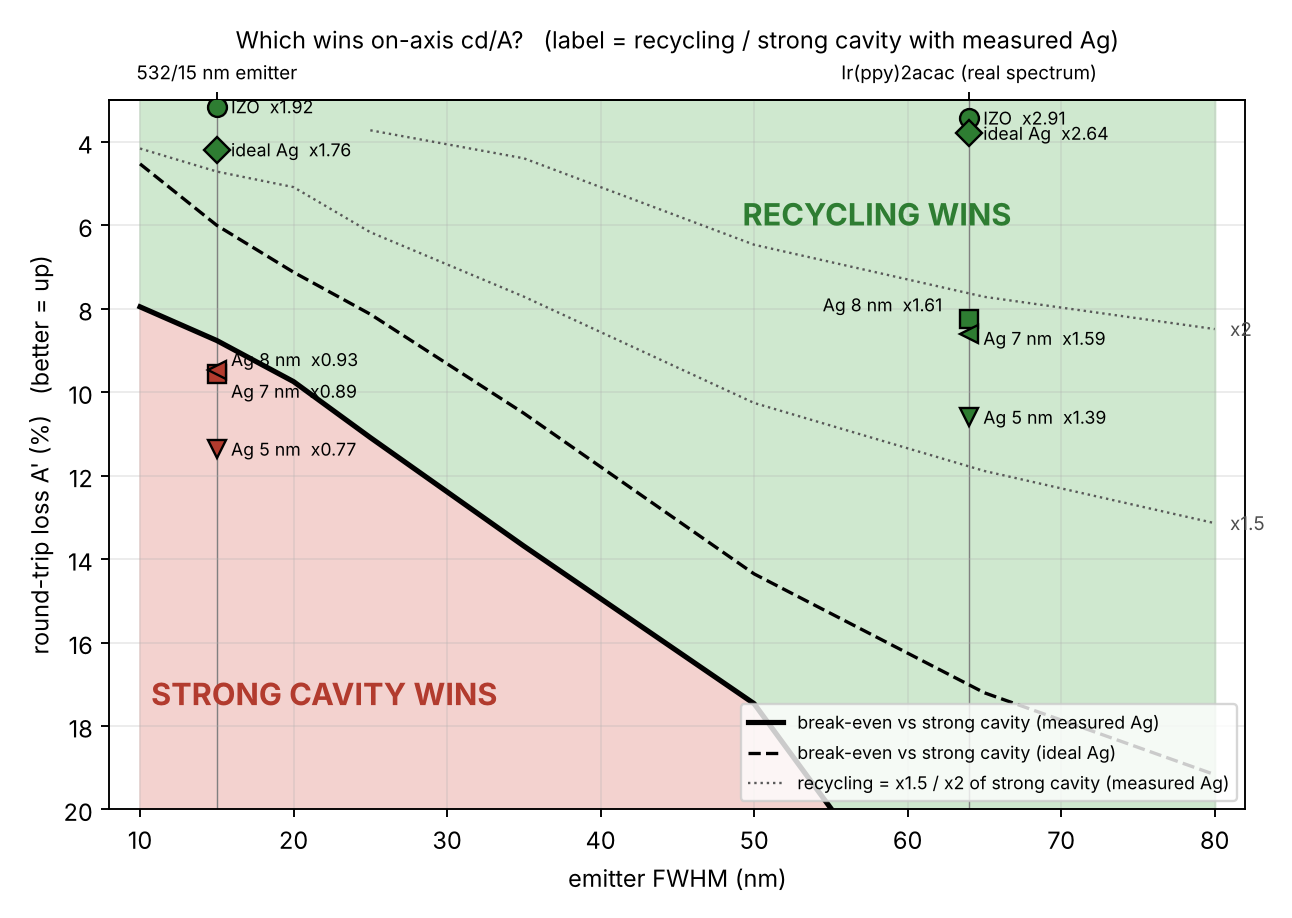 Which wins on-axis cd/A?   (label = recycling / strong cavity with measured Ag)
532/15 nm emitter
Ir(ppy)2acac (real spectrum)
IZO  x1.92
IZO  x2.91
ideal Ag  x2.64
4
ideal Ag  x1.76
RECYCLING WINS
6
8
Ag 8 nm  x1.61
x2
Ag 7 nm  x1.59
Ag 8 nm  x0.93
10
Ag 7 nm  x0.89
Ag 5 nm  x1.39
Ag 5 nm  x0.77
12
x1.5
14
16
STRONG CAVITY WINS
18
break-even vs strong cavity (measured Ag)
break-even vs strong cavity (ideal Ag)
recycling = x1.5 / x2 of strong cavity (measured Ag)
20
round-trip loss A' (%)   (better = up)
10 20 30 40 50 60 70 80
emitter FWHM (nm)